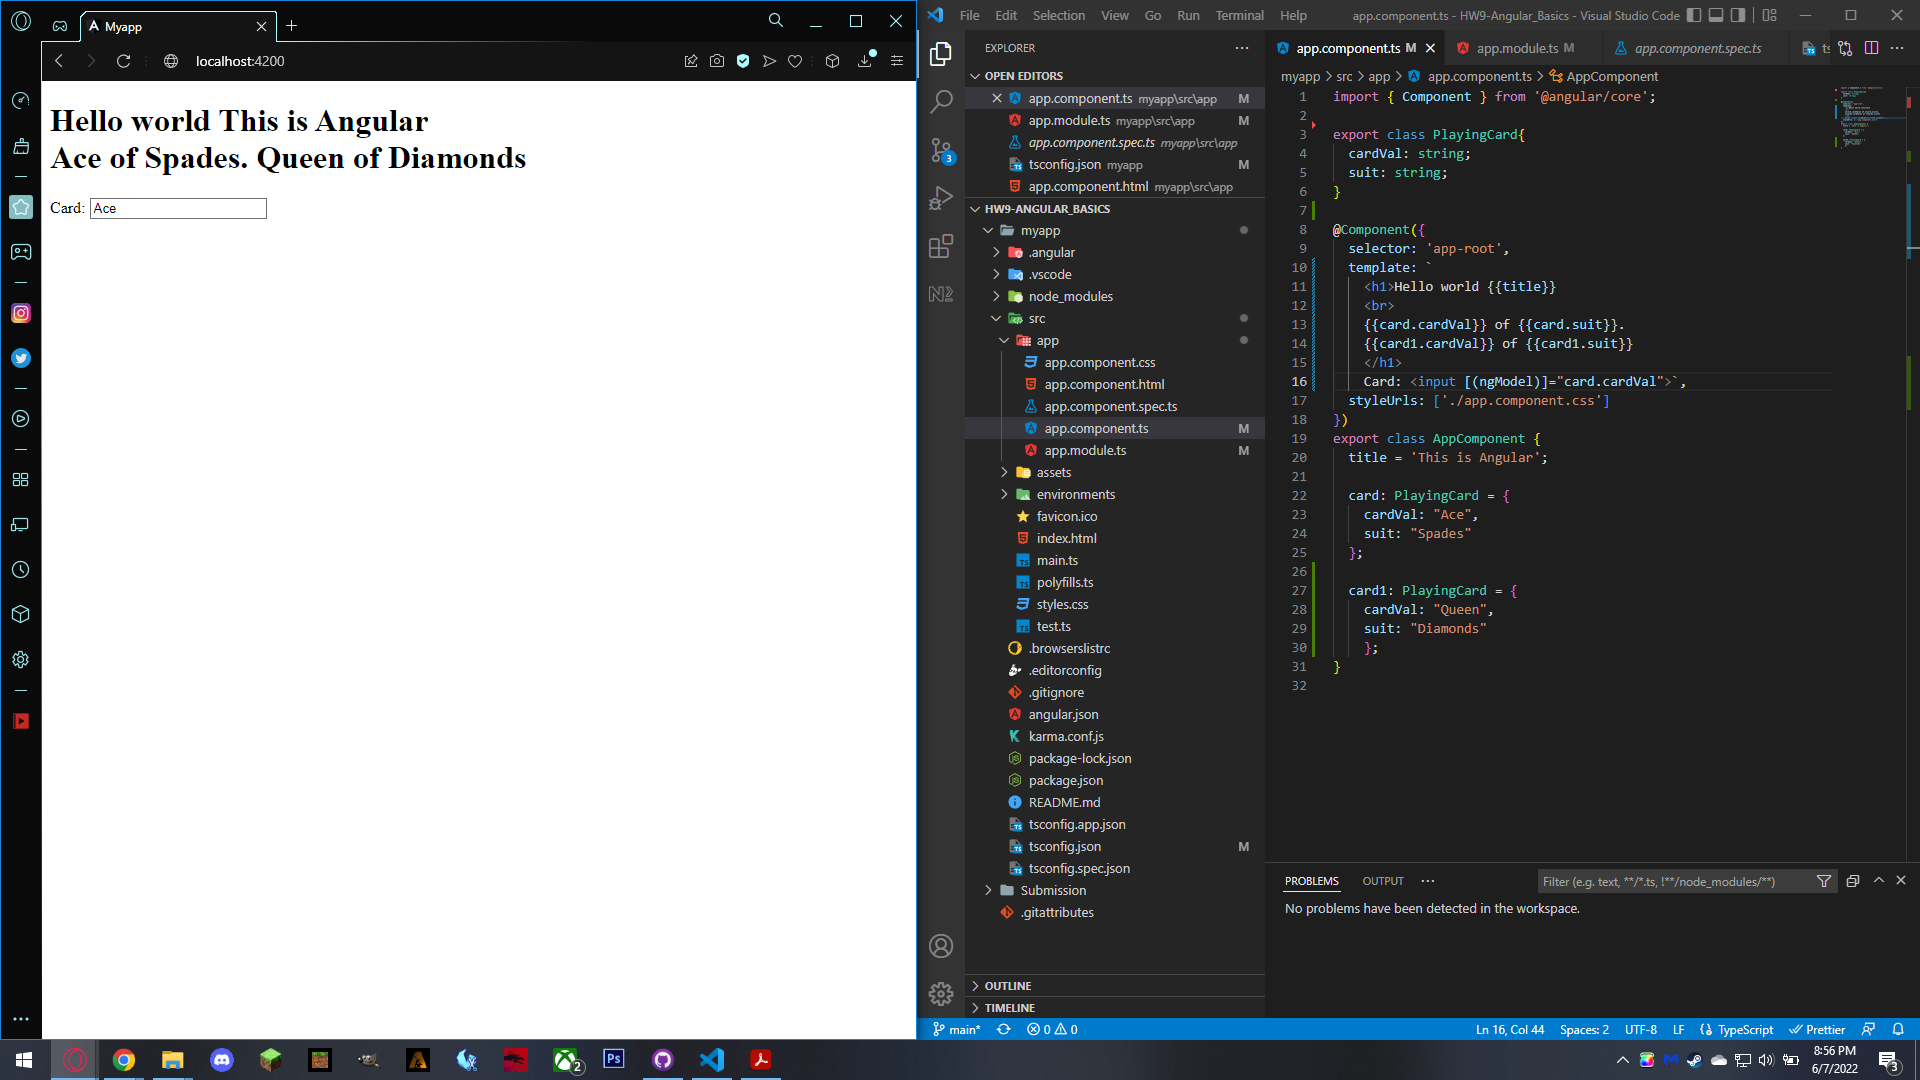 Myapp
localhost:4200
Hello world This is Angular
Ace of Spades. Queen of Diamonds
Card: Ace
File Edit Selection View Go Run Terminal Help
app.component.ts - HW9-Angular_Basics - Visual Studio Code
EXPLORER
OPEN EDITORS
app.component.ts myapp\src\app M
app.module.ts myapp\src\app M
app.component.spec.ts myapp\src\app
tsconfig.json myapp M
app.component.html myapp\src\app
HW9-ANGULAR_BASICS
myapp
.angular
.vscode
node_modules
src
app
app.component.css
app.component.html
app.component.spec.ts
app.component.ts M
app.module.ts M
assets
environments
favicon.ico
index.html
main.ts
polyfills.ts
styles.css
test.ts
.browserslistrc
.editorconfig
.gitignore
angular.json
karma.conf.js
package-lock.json
package.json
README.md
tsconfig.app.json
tsconfig.json M
tsconfig.spec.json
Submission
.gitattributes
OUTLINE
TIMELINE
3
app.component.ts M
app.module.ts M
app.component.spec.ts
ts
myapp > src > app > app.component.ts > AppComponent
1 import { Component } from '@angular/core';
2
3 export class PlayingCard{
4 cardVal: string;
5 suit: string;
6 }
7
8 @Component({
9 selector: 'app-root',
10 template: `
11 <h1>Hello world {{title}}
12 <br>
13 {{card.cardVal}} of {{card.suit}}.
14 {{card1.cardVal}} of {{card1.suit}}
15 </h1>
16 Card: <input [(ngModel)]="card.cardVal">`,
17 styleUrls: ['./app.component.css']
18 })
19 export class AppComponent {
20 title = 'This is Angular';
21
22 card: PlayingCard = {
23 cardVal: "Ace",
24 suit: "Spades"
25 };
26
27 card1: PlayingCard = {
28 cardVal: "Queen",
29 suit: "Diamonds"
30 };
31 }
32
PROBLEMS OUTPUT
Filter (e.g. text, **/*.ts, !**/node_modules/**)
No problems have been detected in the workspace.
main* 0 0
Ln 16, Col 44 Spaces: 2 UTF-8 LF TypeScript Prettier
2
Ps
8:56 PM
6/7/2022
3